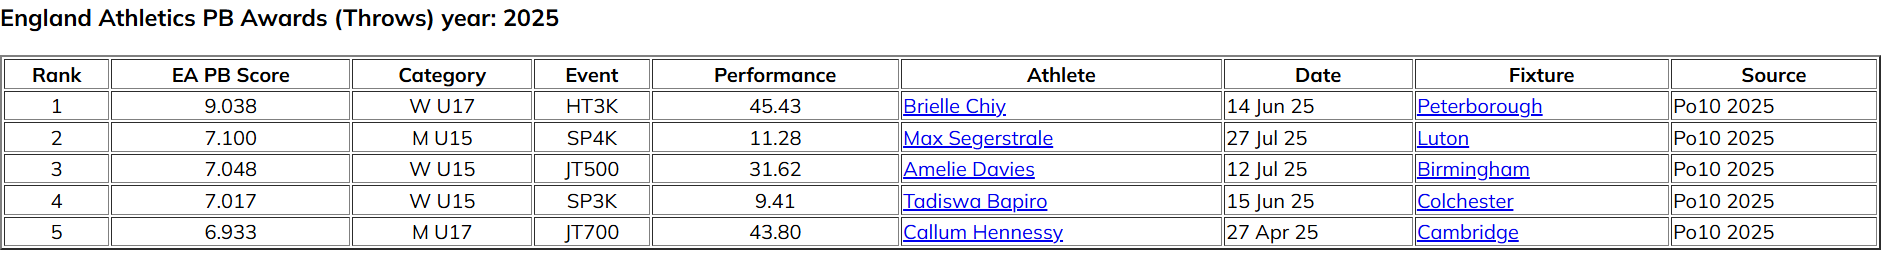 England Athletics PB Awards (Throws) year: 2025
Rank EA PB Score Category Event Performance Athlete Date Fixture Source
1 9.038 W U17 HT3K 45.43 Brielle Chiy 14 Jun 25 Peterborough Po10 2025
2 7.100 M U15 SP4K 11.28 Max Segerstrale 27 Jul 25 Luton Po10 2025
3 7.048 W U15 JT500 31.62 Amelie Davies 12 Jul 25 Birmingham Po10 2025
4 7.017 W U15 SP3K 9.41 Tadiswa Bapiro 15 Jun 25 Colchester Po10 2025
5 6.933 M U17 JT700 43.80 Callum Hennessy 27 Apr 25 Cambridge Po10 2025